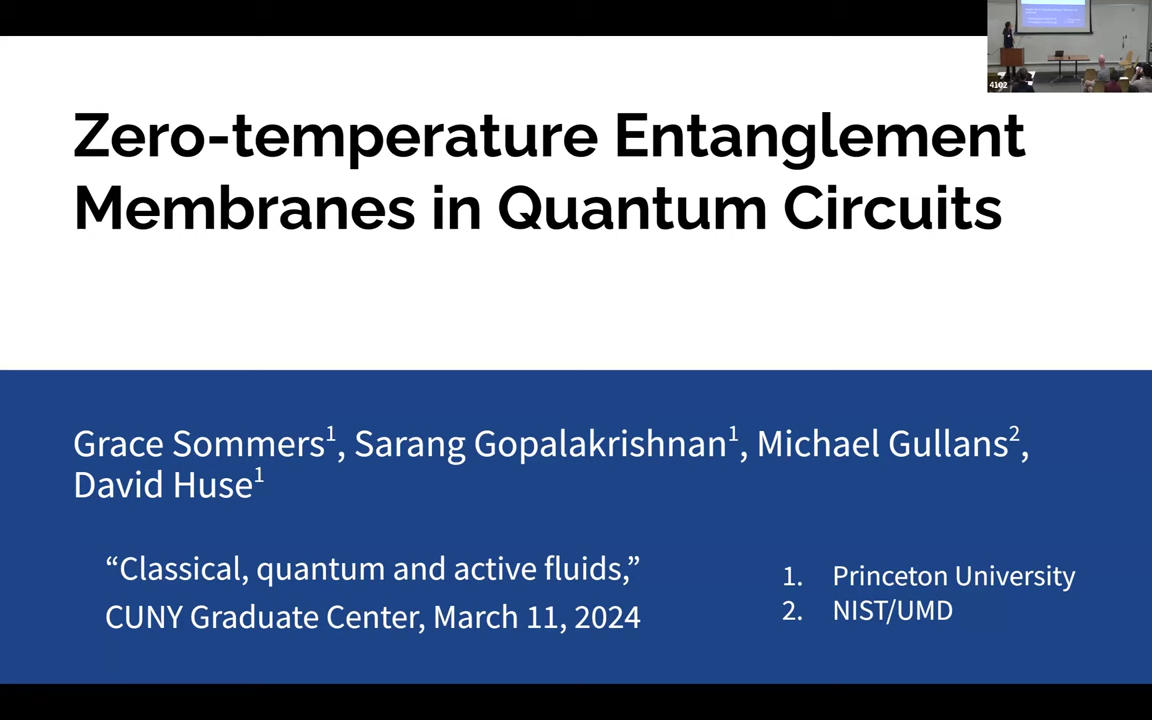 4102
Zero-temperature Entanglement
Membranes in Quantum Circuits
Grace Sommers¹, Sarang Gopalakrishnan¹, Michael Gullans²,
David Huse¹
“Classical, quantum and active fluids,”
CUNY Graduate Center, March 11, 2024
1. Princeton University
2. NIST/UMD